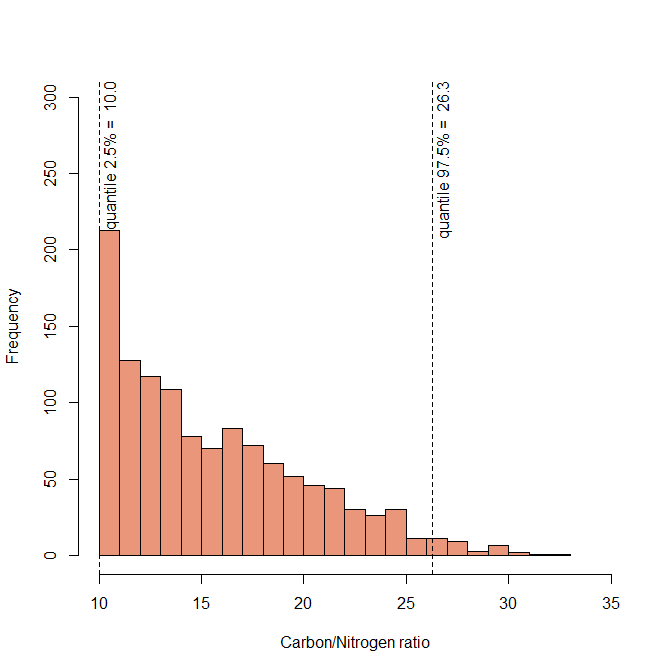 quantile 2.5% =  10.0
quantile 97.5% =  26.3
Frequency
300
250
200
150
100
50
0
10 15 20 25 30 35
Carbon/Nitrogen ratio